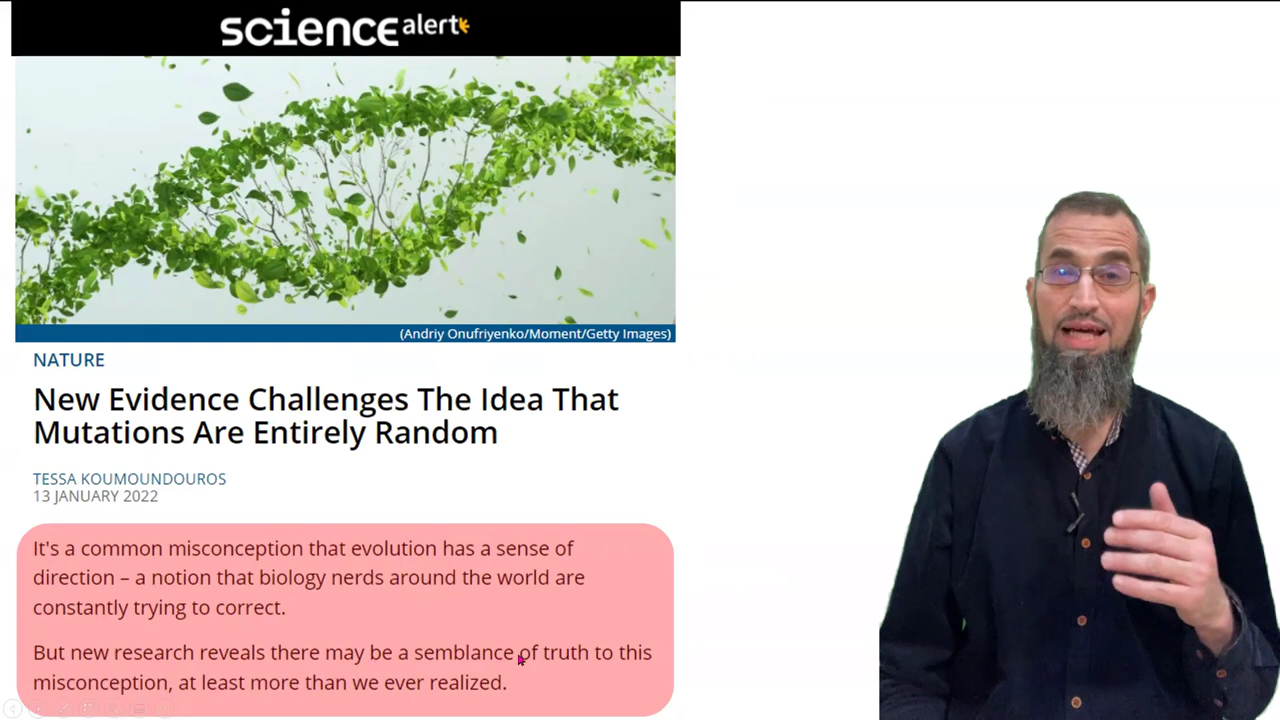 science alert
(Andriy Onufriyenko/Moment/Getty Images)
NATURE
New Evidence Challenges The Idea That
Mutations Are Entirely Random
TESSA KOUMOUNDOUROS
13 JANUARY 2022
It's a common misconception that evolution has a sense of
direction – a notion that biology nerds around the world are
constantly trying to correct.
But new research reveals there may be a semblance of truth to this
misconception, at least more than we ever realized.